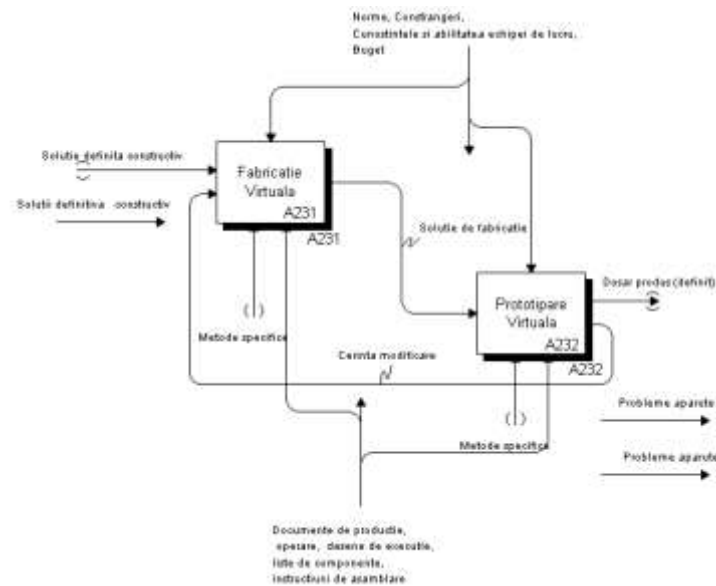 Norme, Constrangeri,
Cunostintele si abilitatea echipei de lucru,
Buget
Solutie definita constructiv
Fabricatie
Virtuala
A231
A231
Solutii definitiva constructiv
Solutie de fabricatie
Dosar produs(definit)
Prototipare
Virtuala
A232
A232
( )
Metode specifice
Cerinta modificare
( )
Metode specifice
Probleme aparute
Probleme aparute
Documente de productie,
operare, desene de executie,
liste de componente,
instructiuni de asamblare